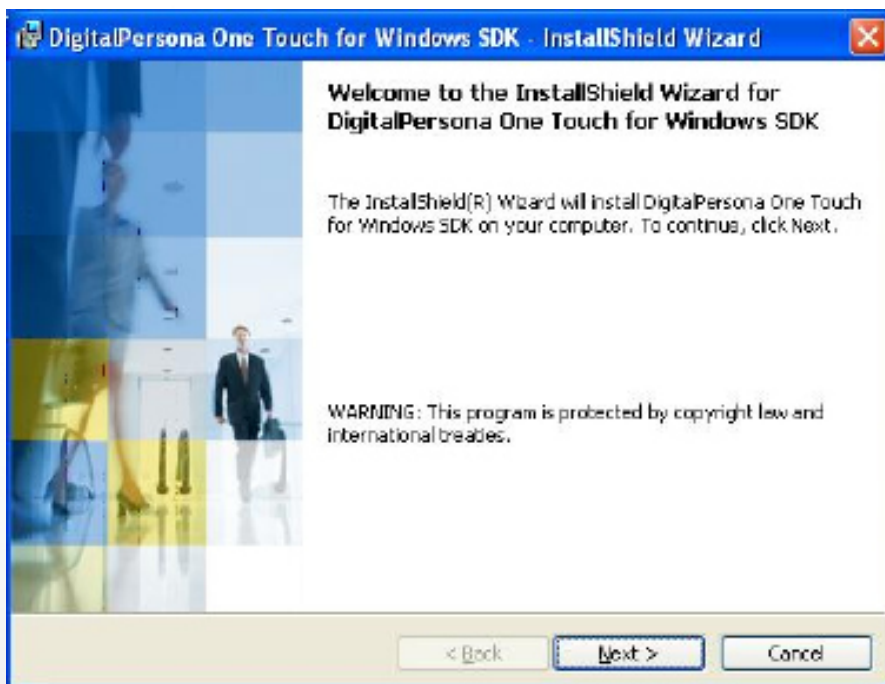 DigitalPersona One Touch for Windows SDK - InstallShield Wizard
Welcome to the InstallShield Wizard for
DigitalPersona One Touch for Windows SDK
The InstallShield(R) Wizard will install DigitalPersona One Touch
for Windows SDK on your computer. To continue, click Next.
WARNING: This program is protected by copyright law and
international treaties.
< Back Next > Cancel